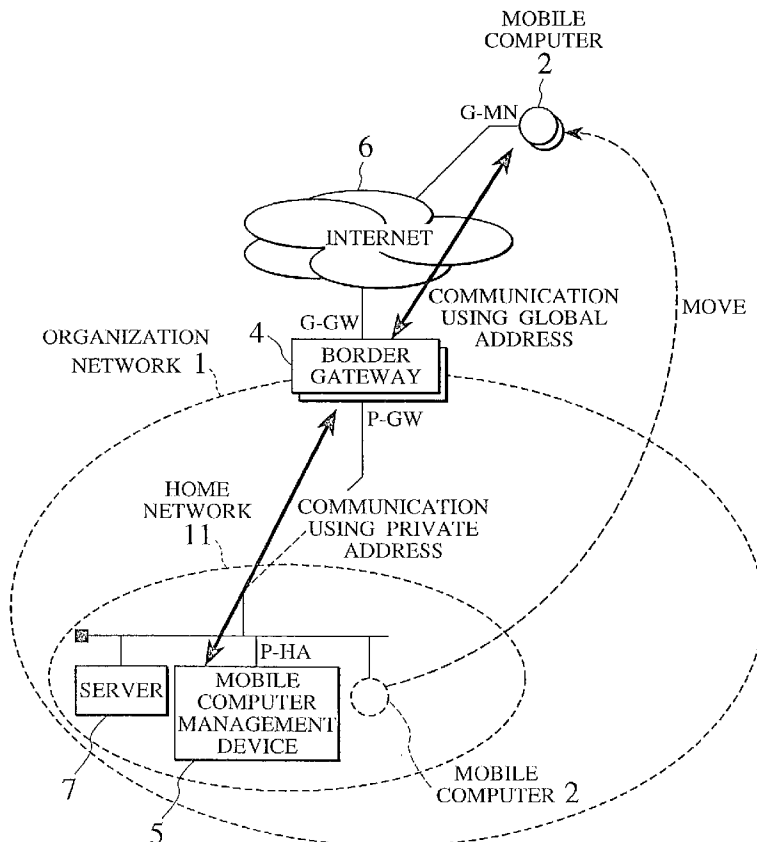 MOBILE
COMPUTER
2
G-MN
6
INTERNET
COMMUNICATION
USING GLOBAL
ADDRESS
MOVE
G-GW
ORGANIZATION
NETWORK 1
4
BORDER
GATEWAY
P-GW
HOME
NETWORK
11
COMMUNICATION
USING PRIVATE
ADDRESS
P-HA
SERVER
MOBILE
COMPUTER
MANAGEMENT
DEVICE
7
5
MOBILE
COMPUTER 2